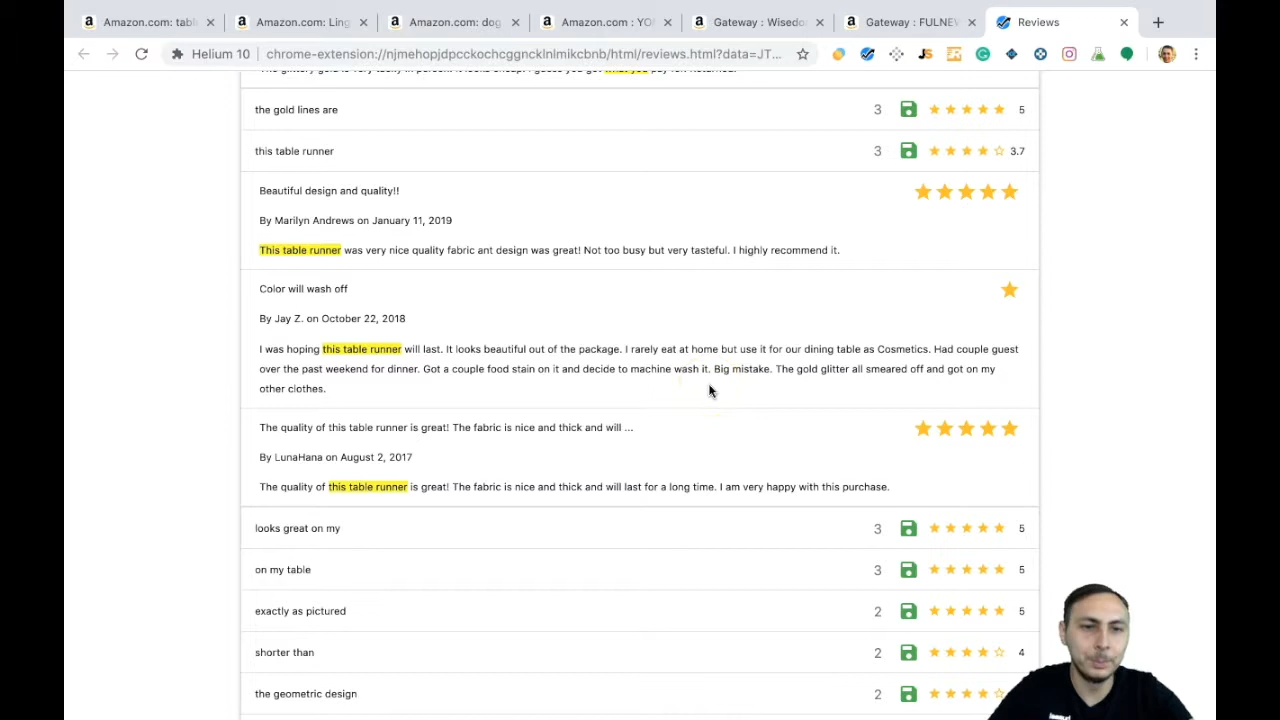 Amazon.com: tabl
Amazon.com: Ling
Amazon.com: dog
Amazon.com : YO
Gateway : Wisedo
Gateway : FULNE
Reviews
Helium 10
chrome-extension://njmehopjdpcckochcggncklnlmikcbnb/html/reviews.html?data=JT...
the gold lines are 3 5
this table runner 3 3.7
Beautiful design and quality!!
By Marilyn Andrews on January 11, 2019
This table runner was very nice quality fabric ant design was great! Not too busy but very tasteful. I highly recommend it.
Color will wash off
By Jay Z. on October 22, 2018
I was hoping this table runner will last. It looks beautiful out of the package. I rarely eat at home but use it for our dining table as Cosmetics. Had couple guest
over the past weekend for dinner. Got a couple food stain on it and decide to machine wash it. Big mistake. The gold glitter all smeared off and got on my
other clothes.
The quality of this table runner is great! The fabric is nice and thick and will ...
By LunaHana on August 2, 2017
The quality of this table runner is great! The fabric is nice and thick and will last for a long time. I am very happy with this purchase.
looks great on my 3 5
on my table 3 5
exactly as pictured 2 5
shorter than 2 4
the geometric design 2